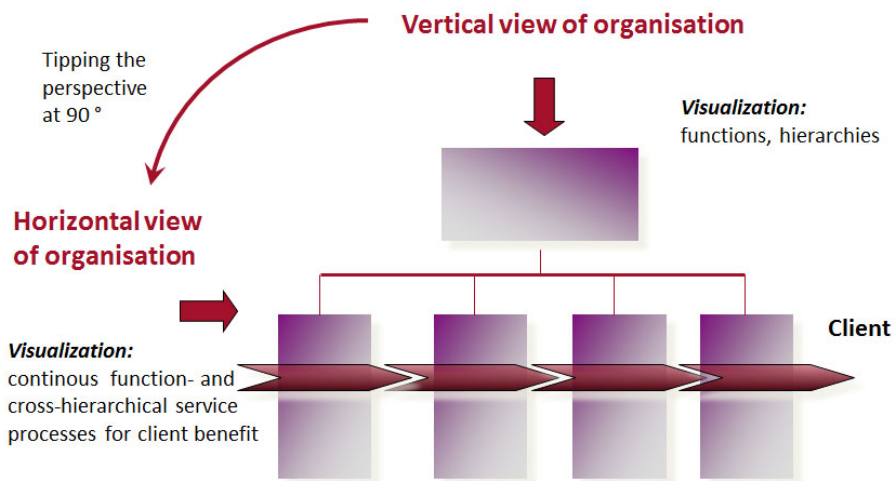 Vertical view of organisation
Tipping the
perspective
at 90 °
Visualization:
functions, hierarchies
Horizontal view
of organisation
Client
Visualization:
continous function- and
cross-hierarchical service
processes for client benefit